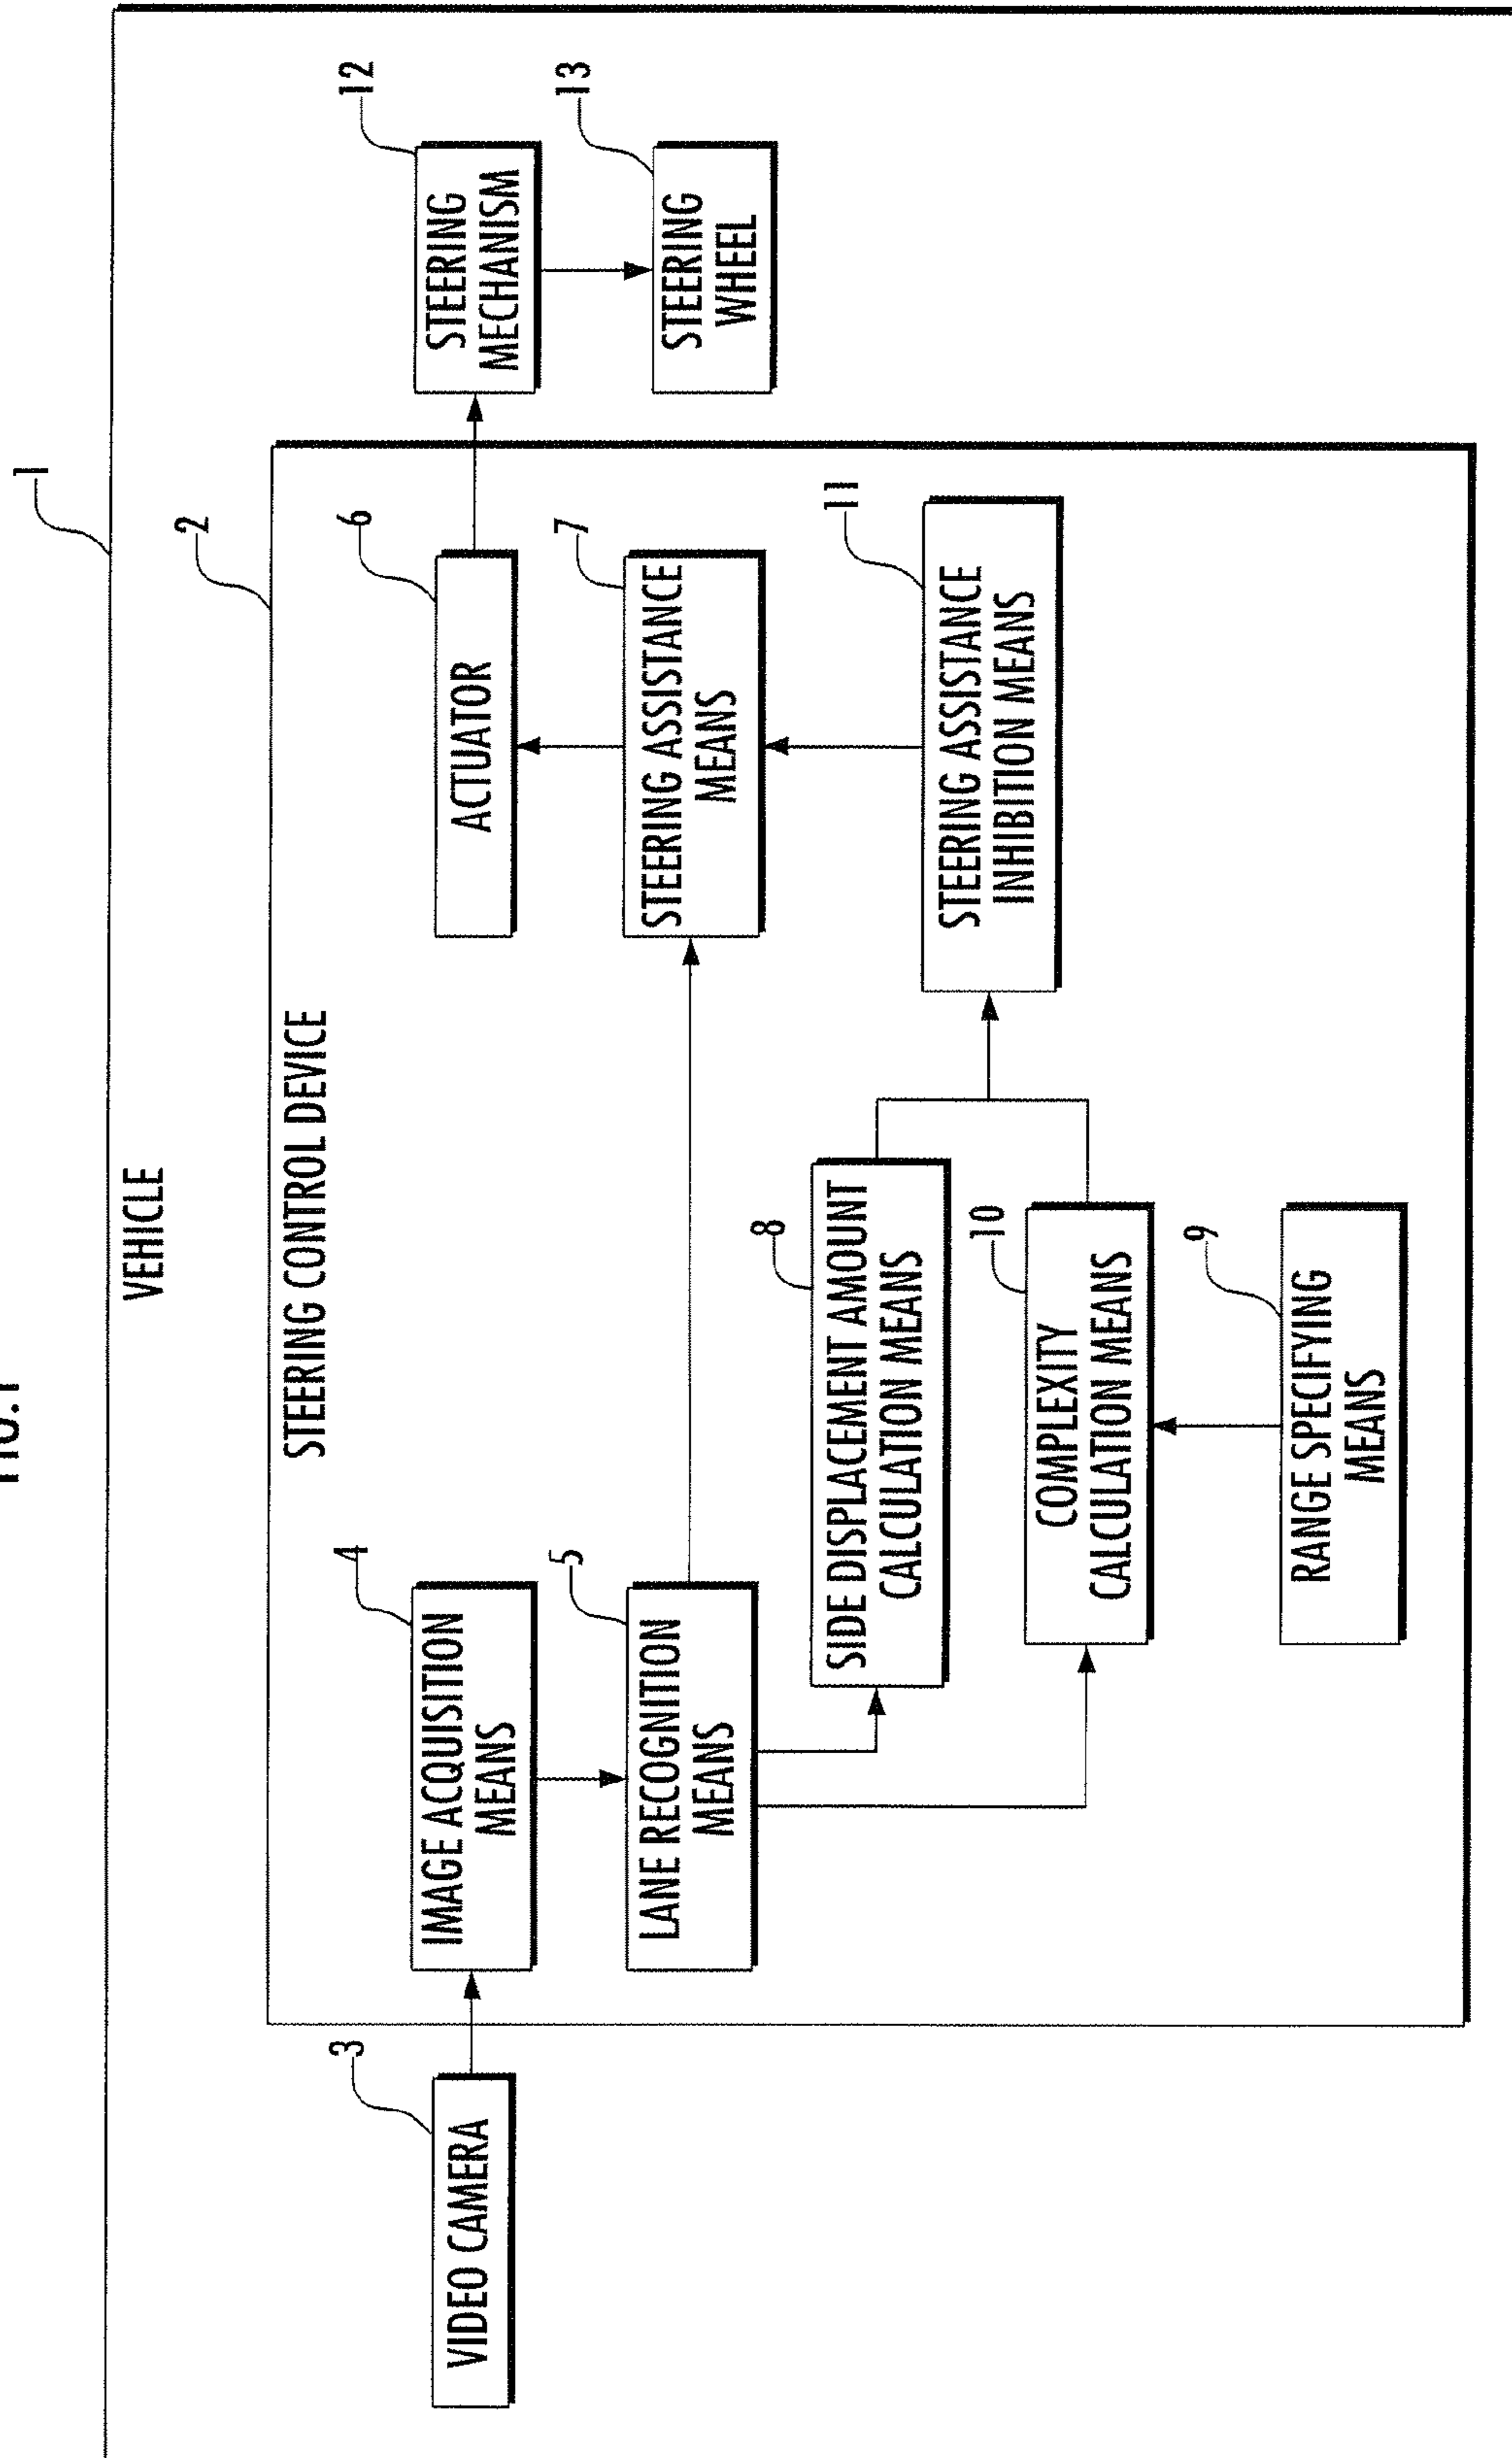 FIG.1
1
VEHICLE
2
STEERING CONTROL DEVICE
3
VIDEO CAMERA
4
IMAGE ACQUISITION
MEANS
5
LANE RECOGNITION
MEANS
6
ACTUATOR
7
STEERING ASSISTANCE
MEANS
8
SIDE DISPLACEMENT AMOUNT
CALCULATION MEANS
10
COMPLEXITY
CALCULATION MEANS
9
RANGE SPECIFYING
MEANS
11
STEERING ASSISTANCE
INHIBITION MEANS
12
STEERING
MECHANISM
13
STEERING
WHEEL